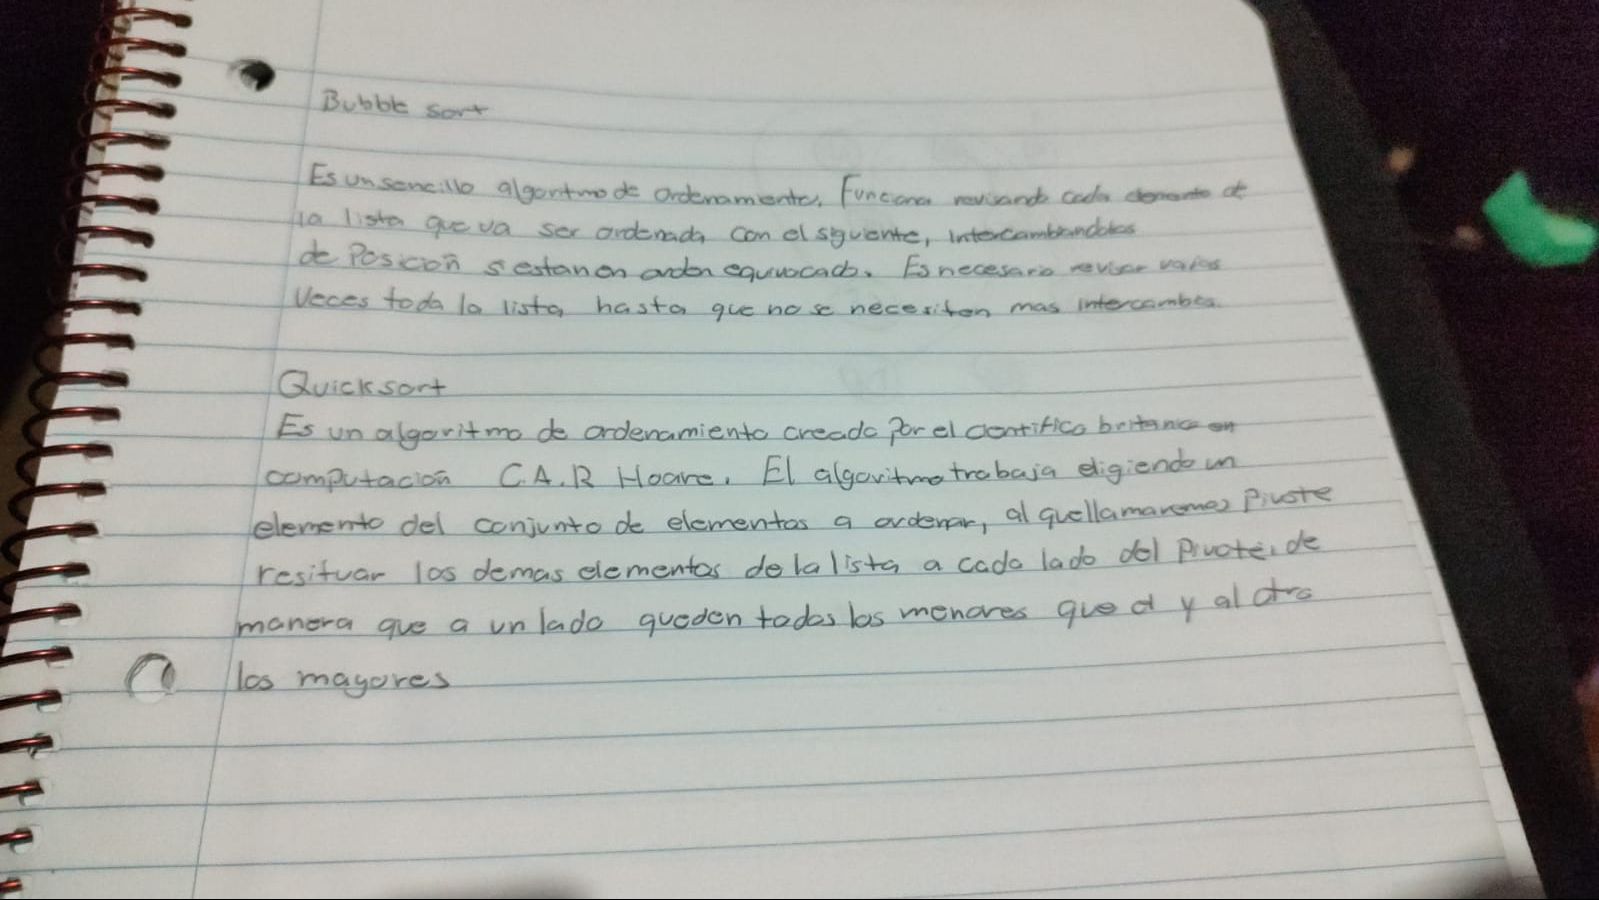 Bubble sort
Es un sencillo algoritmo de ordenamiento, Funciona revisando cada elemento de
la lista que va ser ordenada con el siguiente, intercambiandolos
de Posicioñ si estan en orden equivocado. Es necesario revisar varias
Veces toda la lista, hasta que no se necesiten mas intercambios.
Quicksort
Es un algoritmo de ordenamiento creado por el cientifico britanico en
computacioñ C.A.R Hoare. El algoritmo trabaja eligiendo un
elemento del conjunto de elementos a ordenar, al que llamaremos Pivote
resituar los demas elementos de la lista a cada lado del Pivote, de
manera que a un lado queden todos los menores que el y al otro
los mayores